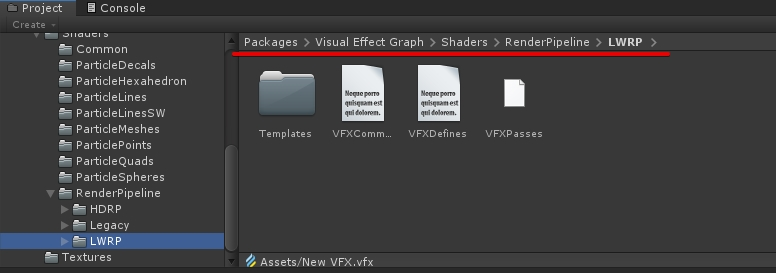 Project
Console
Create
Shaders
Common
ParticleDecals
ParticleHexahedron
ParticleLines
ParticleLinesSW
ParticleMeshes
ParticlePoints
ParticleQuads
ParticleSpheres
RenderPipeline
HDRP
Legacy
LWRP
Textures
Packages > Visual Effect Graph > Shaders > RenderPipeline > LWRP >
Neque porro
quisquam est
qui dolorem.
Neque porro
quisquam est
qui dolorem.
Templates
VFXComm...
VFXDefines
VFXPasses
Assets/New VFX.vfx